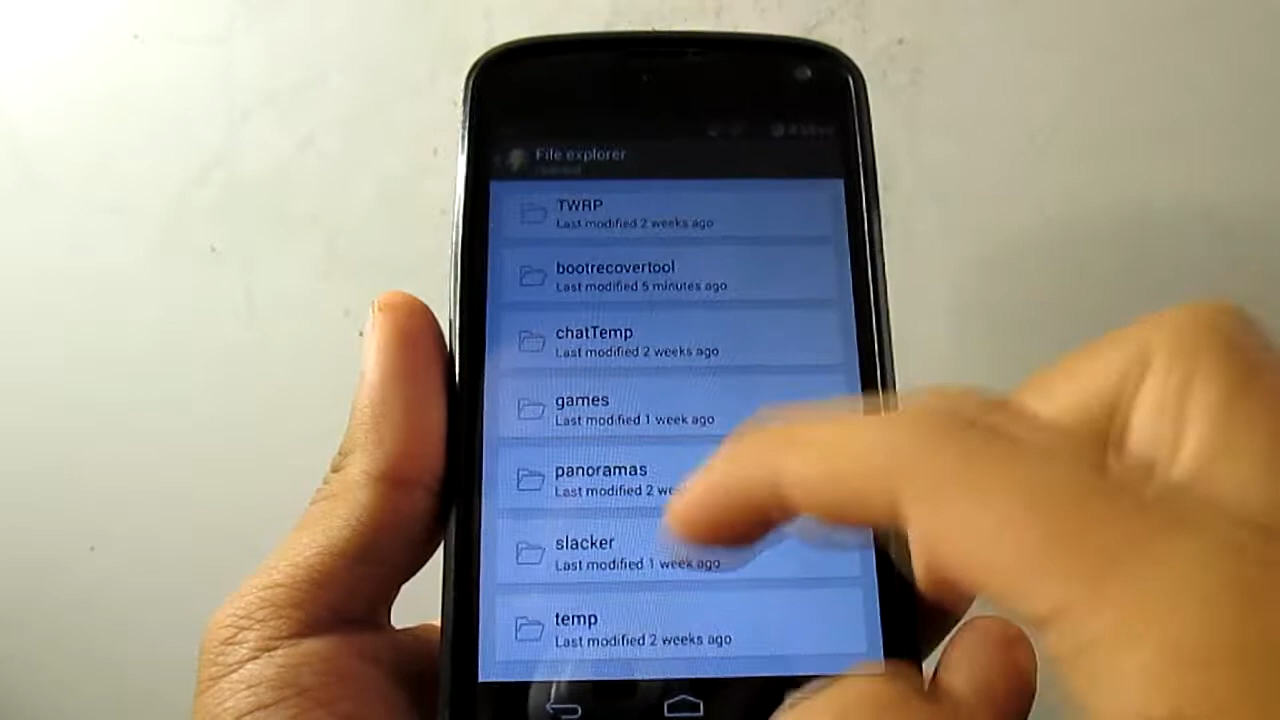 File explorer
TWRP
Last modified 2 weeks ago
bootrecovertool
Last modified 5 minutes ago
chatTemp
Last modified 2 weeks ago
games
Last modified 1 week ago
panoramas
Last modified 2
slacker
Last modified 1 week ago
temp
Last modified 2 weeks ago